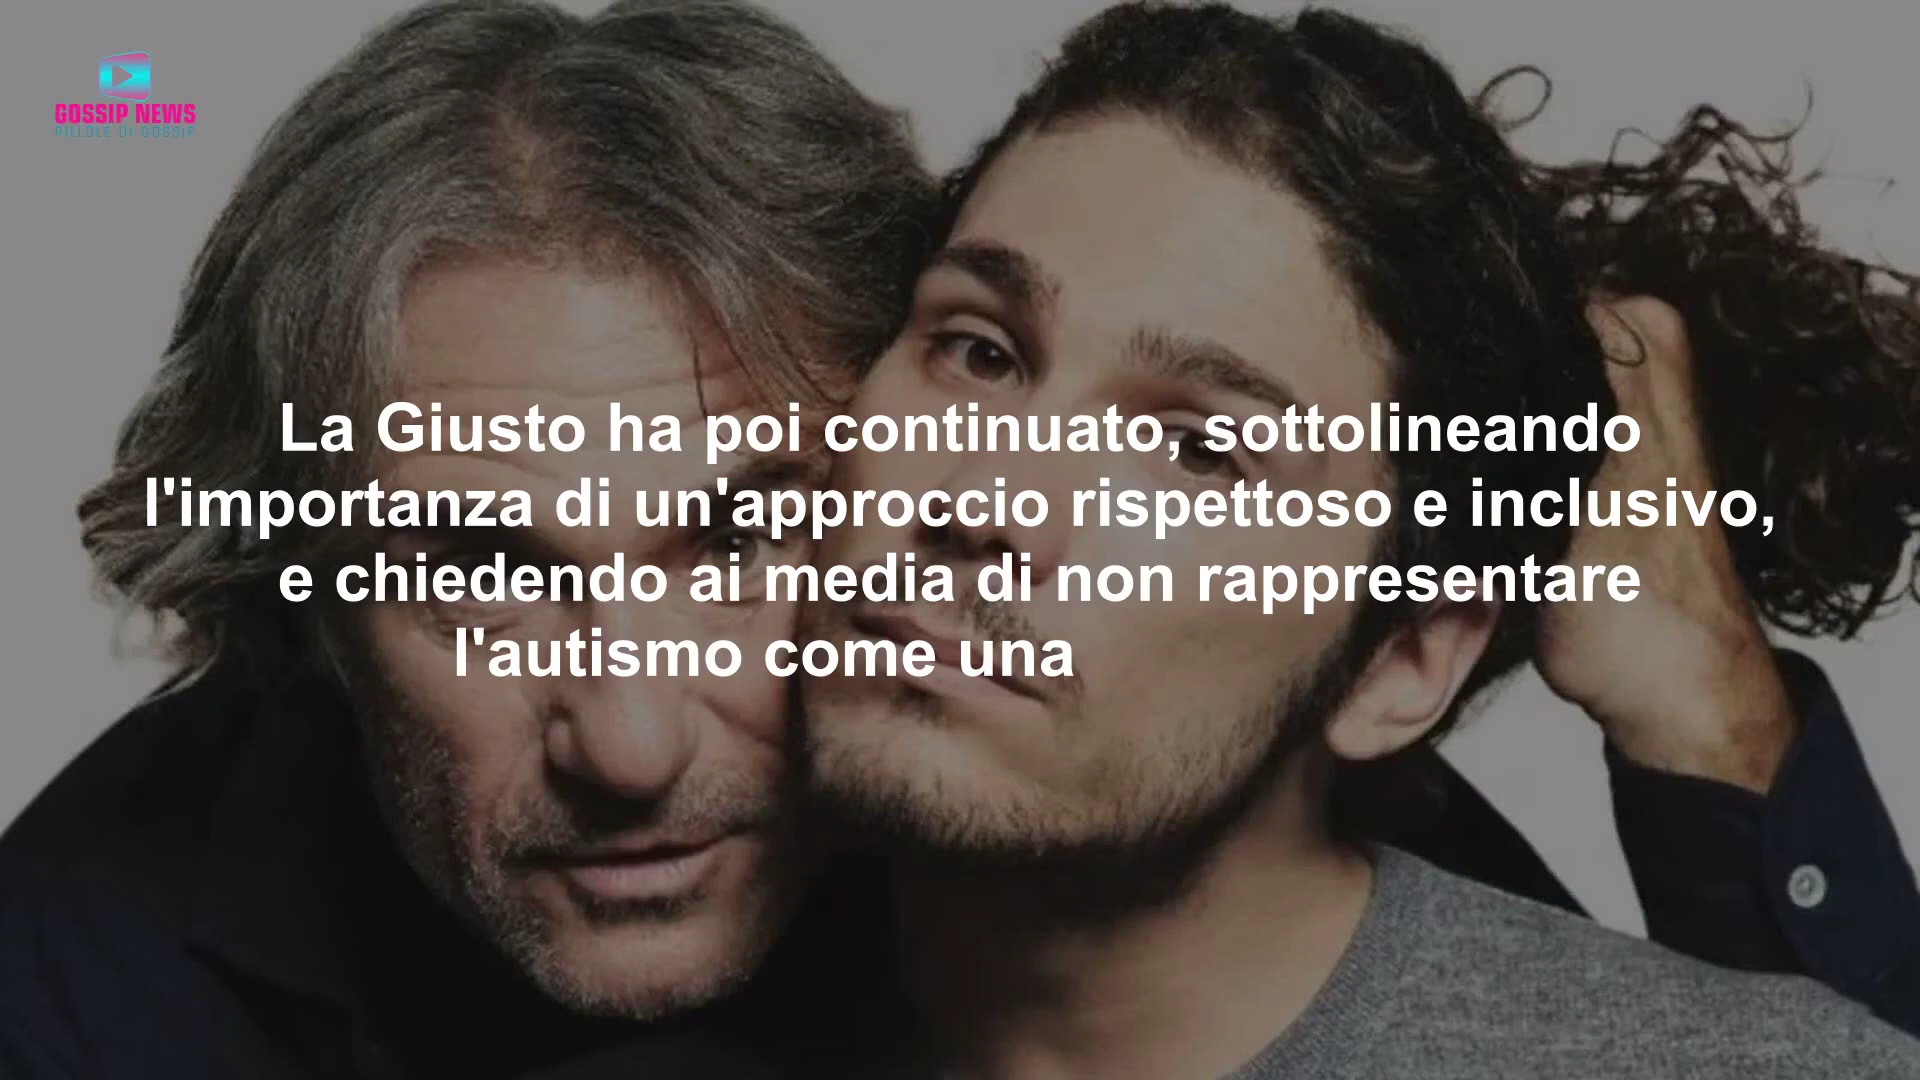 GOSSIP NEWS
PILLOLE DI GOSSIP
La Giusto ha poi continuato, sottolineando
l'importanza di un'approccio rispettoso e inclusivo,
e chiedendo ai media di non rappresentare
l'autismo come una